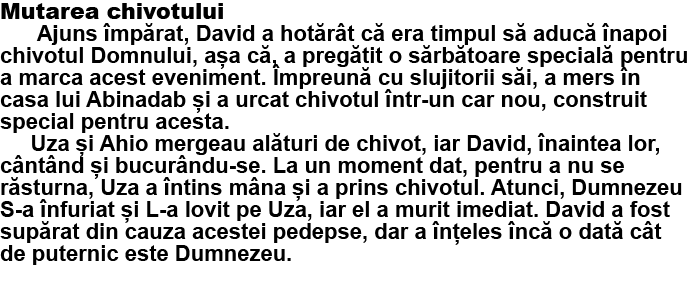 Mutarea chivotului
Ajuns împărat, David a hotărât că era timpul să aducă înapoi
chivotul Domnului, așa că, a pregătit o sărbătoare specială pentru
a marca acest eveniment. Împreună cu slujitorii săi, a mers în
casa lui Abinadab și a urcat chivotul într-un car nou, construit
special pentru acesta.
Uza și Ahio mergeau alături de chivot, iar David, înaintea lor,
cântând și bucurându-se. La un moment dat, pentru a nu se
răsturna, Uza a întins mâna și a prins chivotul. Atunci, Dumnezeu
S-a înfuriat și L-a lovit pe Uza, iar el a murit imediat. David a fost
supărat din cauza acestei pedepse, dar a înțeles încă o dată cât
de puternic este Dumnezeu.